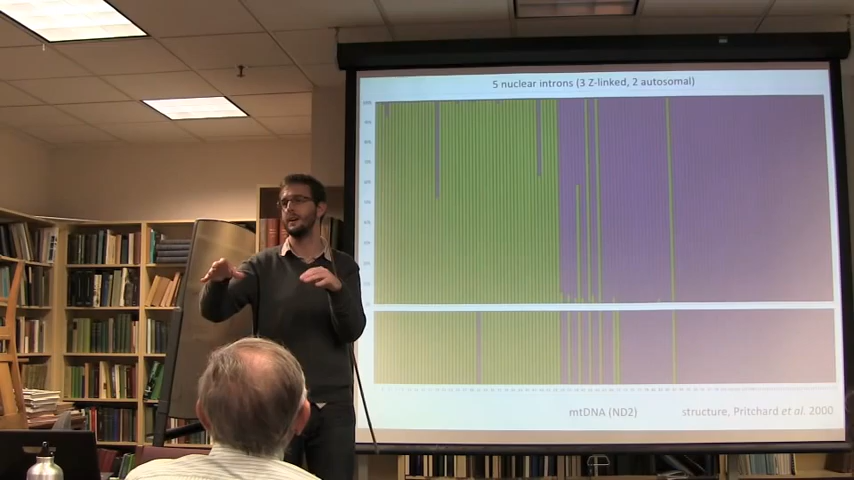 5 nuclear introns (3 Z-linked, 2 autosomal)
mtDNA (ND2)
structure, Pritchard et al. 2000